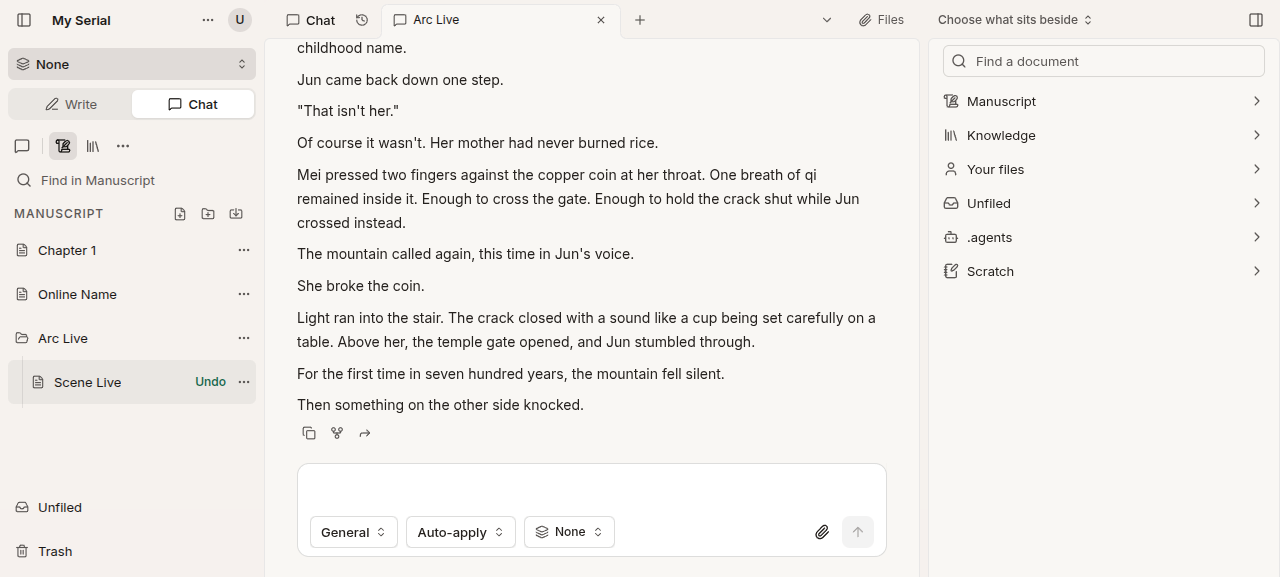 My Serial
U
None
Write
Chat
Find in Manuscript
MANUSCRIPT
Chapter 1
Online Name
Arc Live
Scene Live
Undo
Unfiled
Trash
Chat
Arc Live
Files
childhood name.
Jun came back down one step.
"That isn't her."
Of course it wasn't. Her mother had never burned rice.
Mei pressed two fingers against the copper coin at her throat. One breath of qi
remained inside it. Enough to cross the gate. Enough to hold the crack shut while Jun
crossed instead.
The mountain called again, this time in Jun's voice.
She broke the coin.
Light ran into the stair. The crack closed with a sound like a cup being set carefully on a
table. Above her, the temple gate opened, and Jun stumbled through.
For the first time in seven hundred years, the mountain fell silent.
Then something on the other side knocked.
General
Auto-apply
None
Choose what sits beside
Find a document
Manuscript
Knowledge
Your files
Unfiled
.agents
Scratch